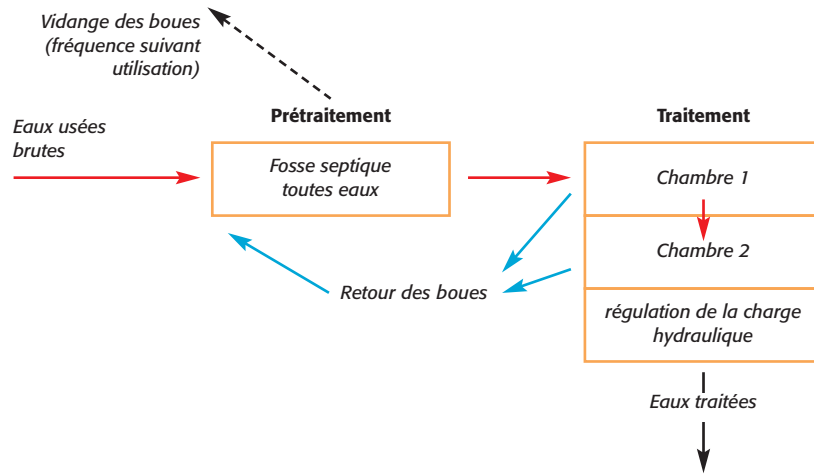 Vidange des boues
(fréquence suivant
utilisation)
Prétraitement
Traitement
Eaux usées
brutes
Fosse septique
toutes eaux
Chambre 1
Chambre 2
Retour des boues
régulation de la charge
hydraulique
Eaux traitées